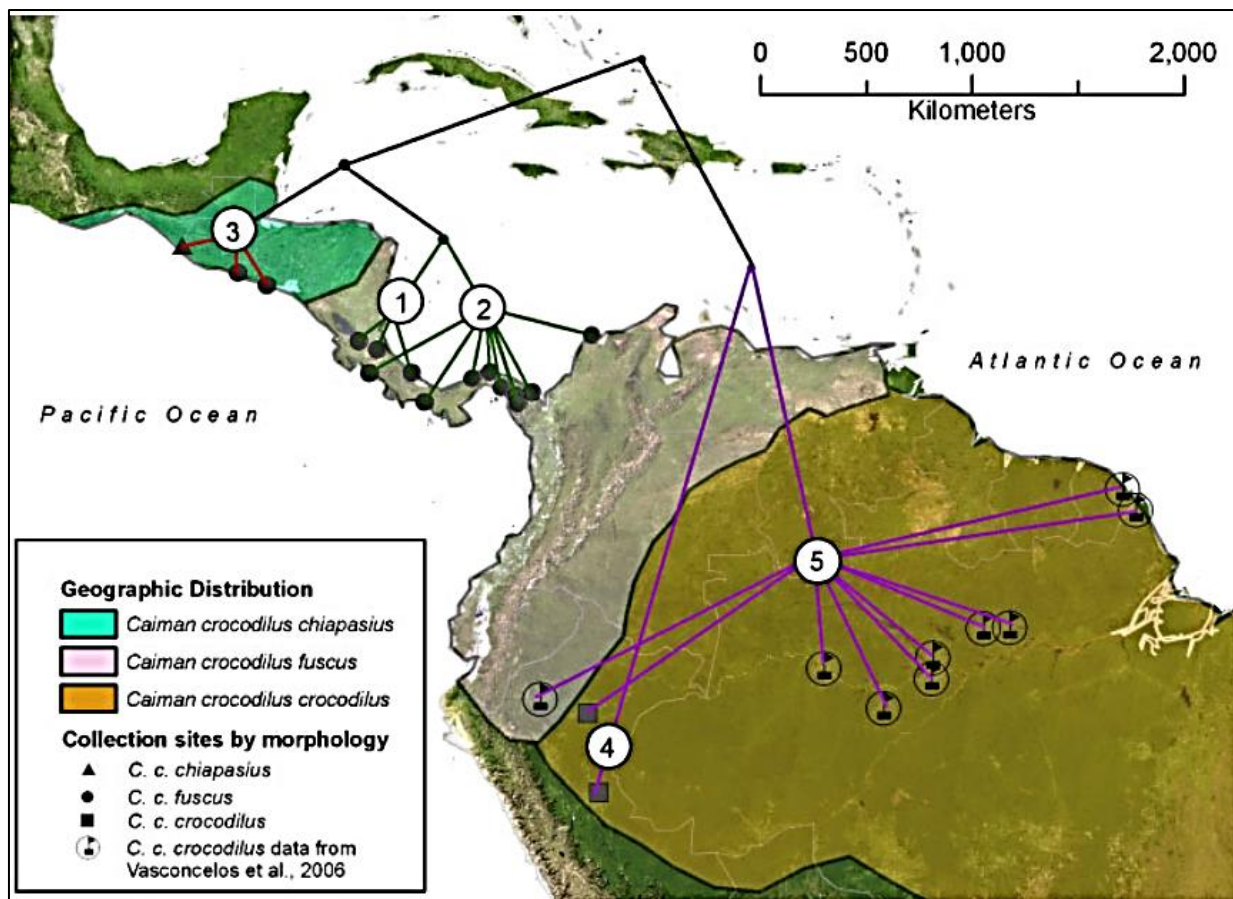 0 500 1,000 2,000
Kilometers
3
1
2
Atlantic Ocean
Pacific Ocean
5
4
Geographic Distribution
Caiman crocodilus chiapasius
Caiman crocodilus fuscus
Caiman crocodilus crocodilus
Collection sites by morphology
C. c. chiapasius
C. c. fuscus
C. c. crocodilus
C. c. crocodilus data from
Vasconcelos et al., 2006